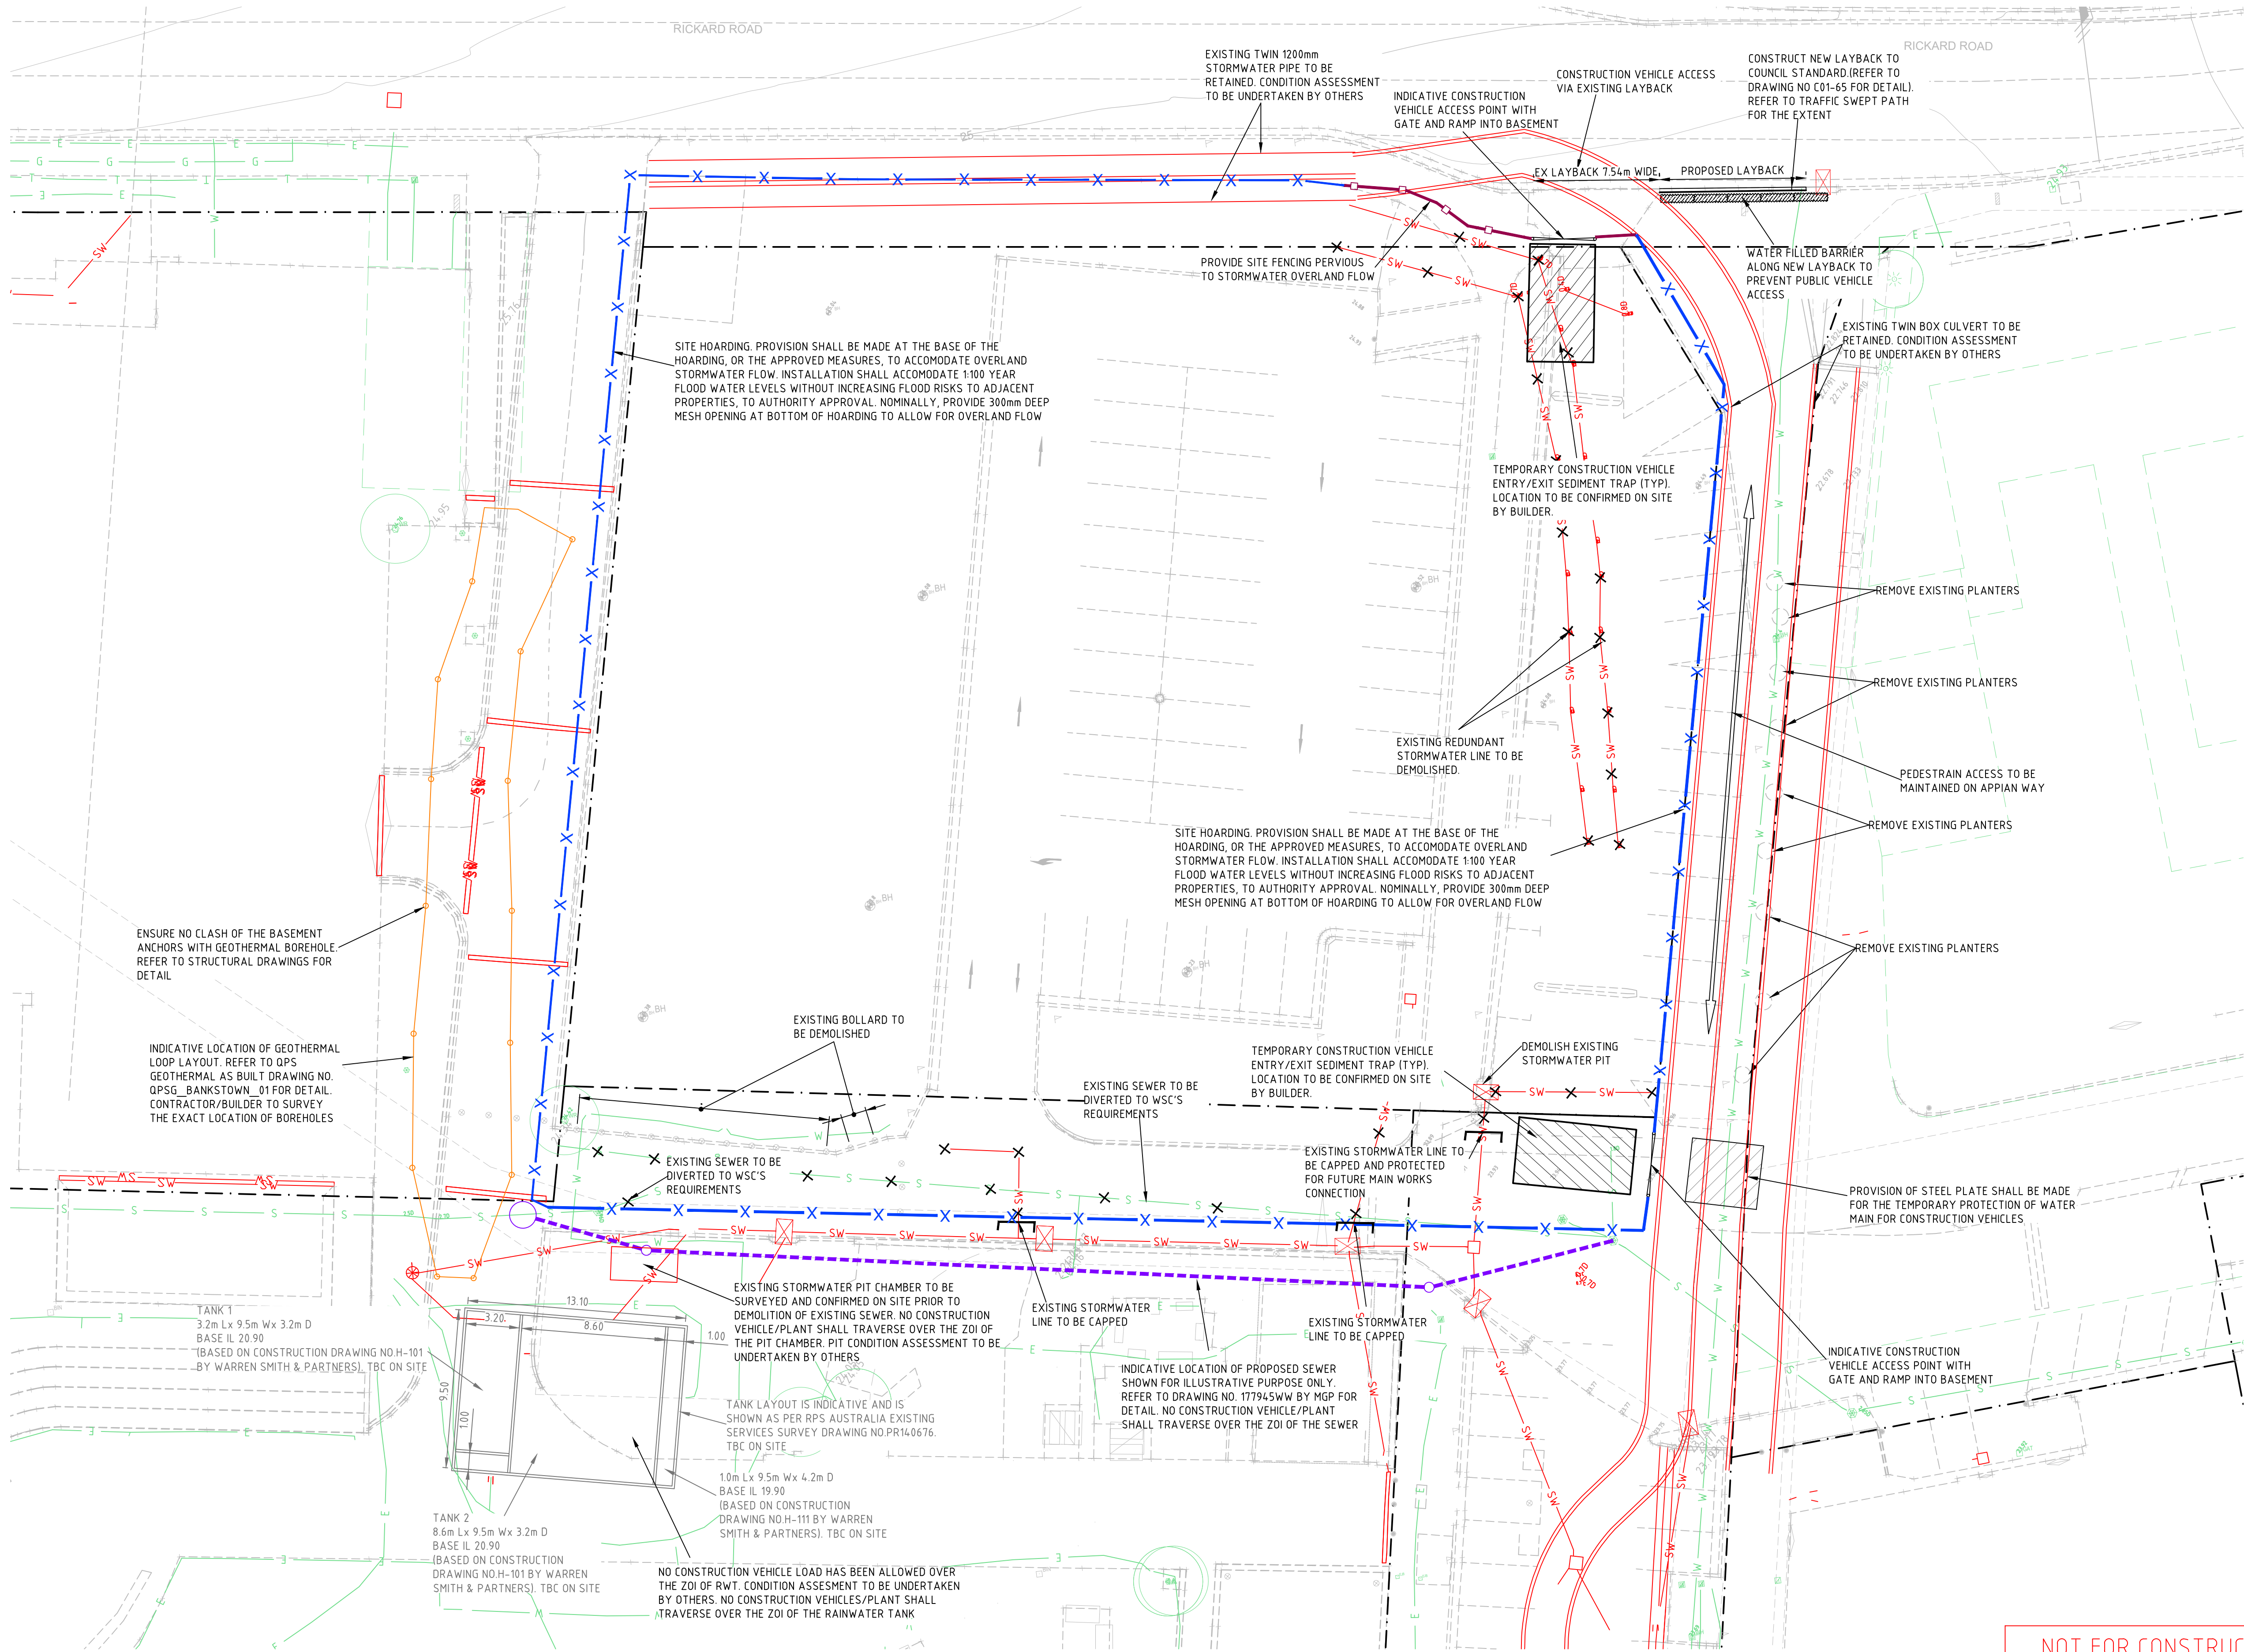 RICKARD ROAD
RICKARD ROAD
EXISTING TWIN 1200mm
STORMWATER PIPE TO BE
RETAINED. CONDITION ASSESSMENT
TO BE UNDERTAKEN BY OTHERS
INDICATIVE CONSTRUCTION
VEHICLE ACCESS POINT WITH
GATE AND RAMP INTO BASEMENT
CONSTRUCTION VEHICLE ACCESS
VIA EXISTING LAYBACK
CONSTRUCT NEW LAYBACK TO
COUNCIL STANDARD.(REFER TO
DRAWING NO C01-65 FOR DETAIL).
REFER TO TRAFFIC SWEPT PATH
FOR THE EXTENT
EX LAYBACK 7.54m WIDE
PROPOSED LAYBACK
PROVIDE SITE FENCING PERVIOUS
TO STORMWATER OVERLAND FLOW
WATER FILLED BARRIER
ALONG NEW LAYBACK TO
PREVENT PUBLIC VEHICLE
ACCESS
EXISTING TWIN BOX CULVERT TO BE
RETAINED. CONDITION ASSESSMENT
TO BE UNDERTAKEN BY OTHERS
SITE HOARDING. PROVISION SHALL BE MADE AT THE BASE OF THE
HOARDING, OR THE APPROVED MEASURES, TO ACCOMODATE OVERLAND
STORMWATER FLOW. INSTALLATION SHALL ACCOMODATE 1:100 YEAR
FLOOD WATER LEVELS WITHOUT INCREASING FLOOD RISKS TO ADJACENT
PROPERTIES, TO AUTHORITY APPROVAL. NOMINALLY, PROVIDE 300mm DEEP
MESH OPENING AT BOTTOM OF HOARDING TO ALLOW FOR OVERLAND FLOW
TEMPORARY CONSTRUCTION VEHICLE
ENTRY/EXIT SEDIMENT TRAP (TYP).
LOCATION TO BE CONFIRMED ON SITE
BY BUILDER.
REMOVE EXISTING PLANTERS
REMOVE EXISTING PLANTERS
EXISTING REDUNDANT
STORMWATER LINE TO BE
DEMOLISHED.
PEDESTRAIN ACCESS TO BE
MAINTAINED ON APPIAN WAY
REMOVE EXISTING PLANTERS
SITE HOARDING. PROVISION SHALL BE MADE AT THE BASE OF THE
HOARDING, OR THE APPROVED MEASURES, TO ACCOMODATE OVERLAND
STORMWATER FLOW. INSTALLATION SHALL ACCOMODATE 1:100 YEAR
FLOOD WATER LEVELS WITHOUT INCREASING FLOOD RISKS TO ADJACENT
PROPERTIES, TO AUTHORITY APPROVAL. NOMINALLY, PROVIDE 300mm DEEP
MESH OPENING AT BOTTOM OF HOARDING TO ALLOW FOR OVERLAND FLOW
REMOVE EXISTING PLANTERS
ENSURE NO CLASH OF THE BASEMENT
ANCHORS WITH GEOTHERMAL BOREHOLE.
REFER TO STRUCTURAL DRAWINGS FOR
DETAIL
INDICATIVE LOCATION OF GEOTHERMAL
LOOP LAYOUT. REFER TO QPS
GEOTHERMAL AS BUILT DRAWING NO.
QPSG_BANKSTOWN_01 FOR DETAIL.
CONTRACTOR/BUILDER TO SURVEY
THE EXACT LOCATION OF BOREHOLES
EXISTING BOLLARD TO
BE DEMOLISHED
EXISTING SEWER TO BE
DIVERTED TO WSC'S
REQUIREMENTS
TEMPORARY CONSTRUCTION VEHICLE
ENTRY/EXIT SEDIMENT TRAP (TYP).
LOCATION TO BE CONFIRMED ON SITE
BY BUILDER.
DEMOLISH EXISTING
STORMWATER PIT
EXISTING SEWER TO BE
DIVERTED TO WSC'S
REQUIREMENTS
EXISTING STORMWATER LINE TO
BE CAPPED AND PROTECTED
FOR FUTURE MAIN WORKS
CONNECTION
PROVISION OF STEEL PLATE SHALL BE MADE
FOR THE TEMPORARY PROTECTION OF WATER
MAIN FOR CONSTRUCTION VEHICLES
EXISTING STORMWATER PIT CHAMBER TO BE
SURVEYED AND CONFIRMED ON SITE PRIOR TO
DEMOLITION OF EXISTING SEWER. NO CONSTRUCTION
VEHICLE/PLANT SHALL TRAVERSE OVER THE ZOI OF
THE PIT CHAMBER. PIT CONDITION ASSESSMENT TO BE
UNDERTAKEN BY OTHERS
EXISTING STORMWATER
LINE TO BE CAPPED
EXISTING STORMWATER
LINE TO BE CAPPED
INDICATIVE LOCATION OF PROPOSED SEWER
SHOWN FOR ILLUSTRATIVE PURPOSE ONLY.
REFER TO DRAWING NO. 177945WW BY MGP FOR
DETAIL. NO CONSTRUCTION VEHICLE/PLANT
SHALL TRAVERSE OVER THE ZOI OF THE SEWER
INDICATIVE CONSTRUCTION
VEHICLE ACCESS POINT WITH
GATE AND RAMP INTO BASEMENT
TANK 1
3.2m Lx 9.5m Wx 3.2m D
BASE IL 20.90
(BASED ON CONSTRUCTION DRAWING NO.H-101
BY WARREN SMITH & PARTNERS). TBC ON SITE
13.10
3.20
8.60
1.00
9.50
1.00
TANK LAYOUT IS INDICATIVE AND IS
SHOWN AS PER RPS AUSTRALIA EXISTING
SERVICES SURVEY DRAWING NO.PR140676.
TBC ON SITE
1.0m Lx 9.5m Wx 4.2m D
BASE IL 19.90
(BASED ON CONSTRUCTION
DRAWING NO.H-111 BY WARREN
SMITH & PARTNERS). TBC ON SITE
TANK 2
8.6m Lx 9.5m Wx 3.2m D
BASE IL 20.90
(BASED ON CONSTRUCTION
DRAWING NO.H-101 BY WARREN
SMITH & PARTNERS). TBC ON SITE
NO CONSTRUCTION VEHICLE LOAD HAS BEEN ALLOWED OVER
THE ZOI OF RWT. CONDITION ASSESMENT TO BE UNDERTAKEN
BY OTHERS. NO CONSTRUCTION VEHICLES/PLANT SHALL
TRAVERSE OVER THE ZOI OF THE RAINWATER TANK
NOT FOR CONSTRUC